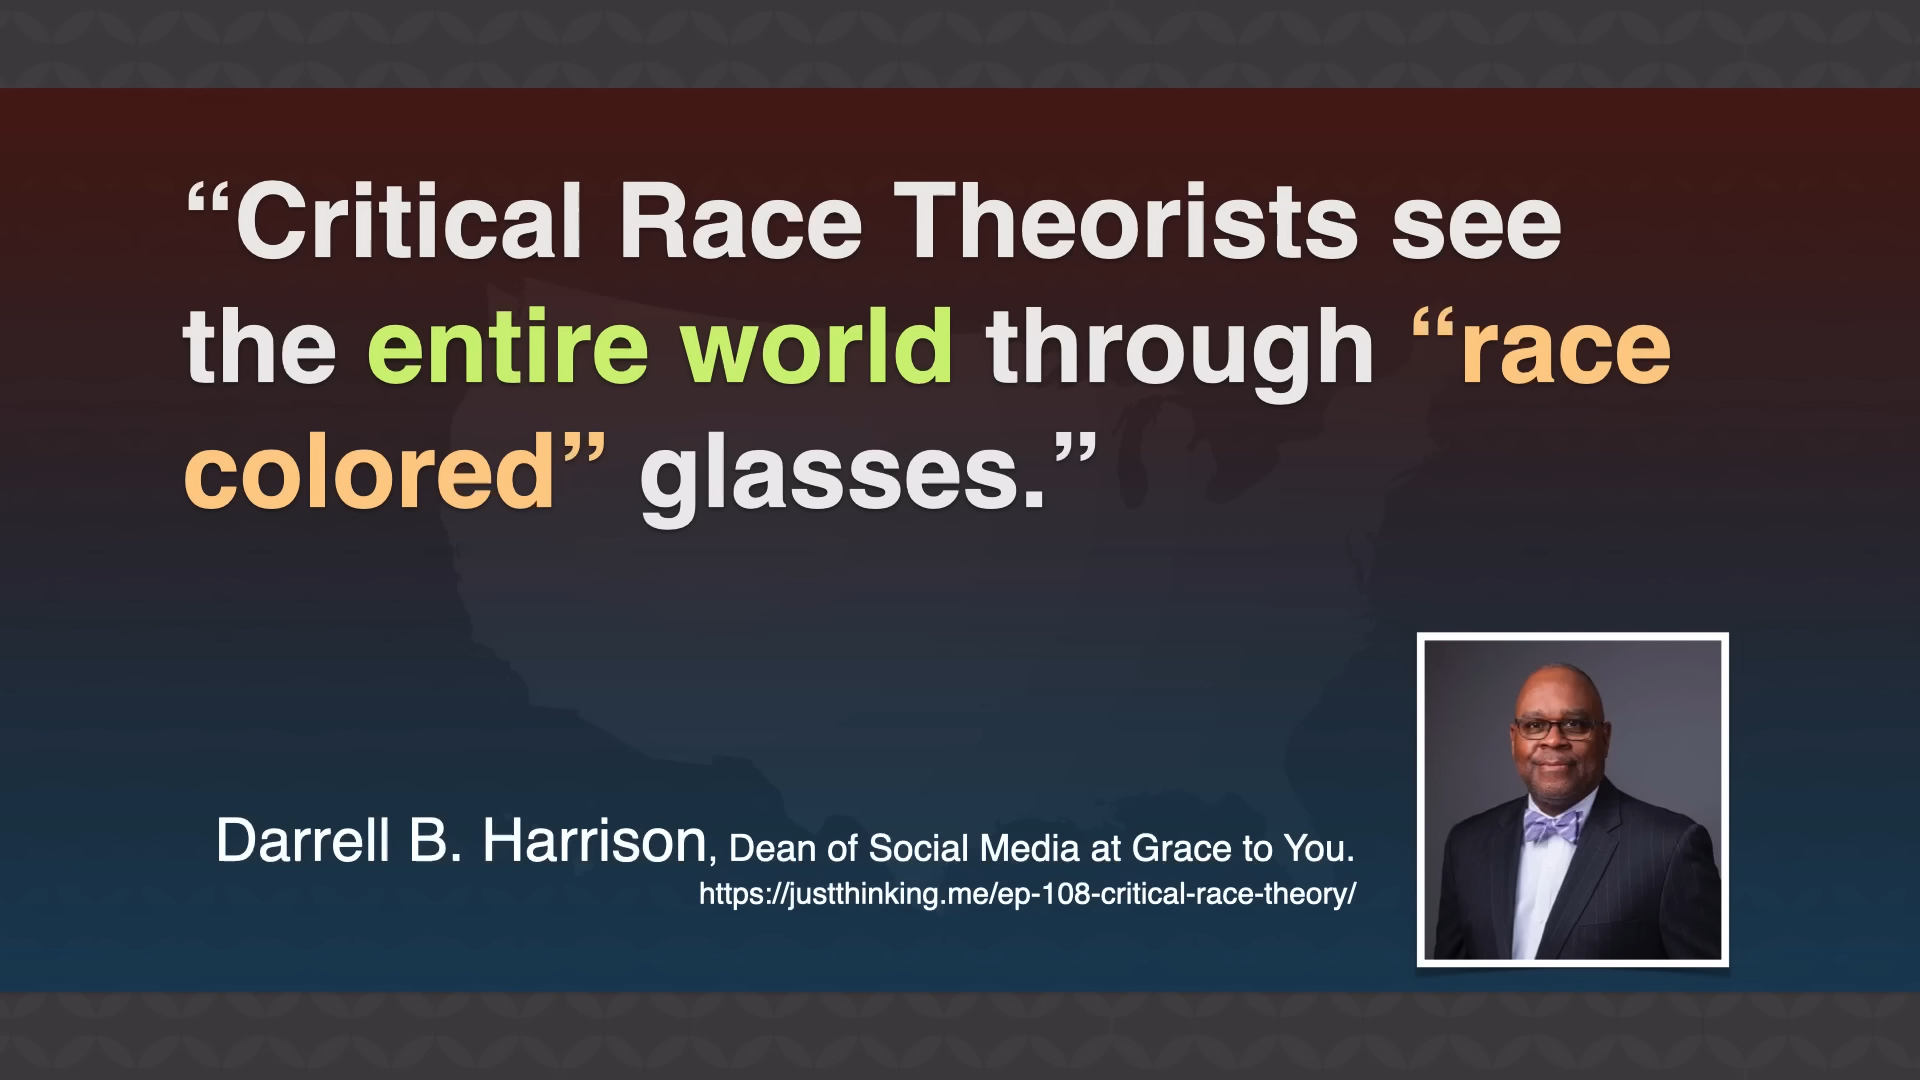 “Critical Race Theorists see
the entire world through “race
colored” glasses.”
Darrell B. Harrison, Dean of Social Media at Grace to You.
https://justthinking.me/ep-108-critical-race-theory/